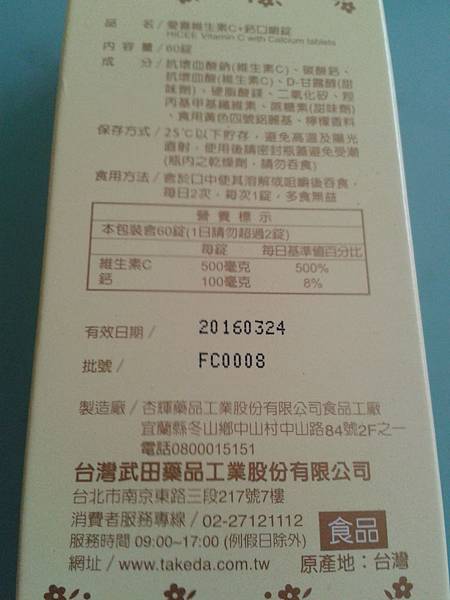 品名/愛喜維生素C+鈣口嚼錠
HICEE Vitamin C with Calcium tablets
內容量/60錠
成分/抗壞血酸鈉(維生素C)、碳酸鈣、
抗壞血酸(維生素C)、D-甘露醇(甜
味劑)、硬脂酸鎂、二氧化矽、羥
丙基甲基纖維素、蔗糖素(甜味劑)
、食用黃色四號鋁麗基、檸檬香料
保存方式/25℃以下貯存，避免高溫及陽光
直射，使用後請密封瓶蓋避免受潮
(瓶內之乾燥劑，請勿吞食)
食用方法/含於口中使其溶解或咀嚼後吞食，
每日2次，每次1錠，多食無益
營養標示
本包裝含60錠(1日請勿超過2錠)
每錠 每日基準值百分比
維生素C 500毫克 500%
鈣 100毫克 8%
有效日期/ 20160324
批號/ FC0008
製造廠/杏輝藥品工業股份有限公司食品工廠
宜蘭縣冬山鄉中山村中山路84號2F之一
電話0800015151
台灣武田藥品工業股份有限公司
台北市南京東路三段217號7樓
消費者服務專線/02-27121112
服務時間 09:00~17:00 (例假日除外)
網址/www.takeda.com.tw
食品
原產地：台灣